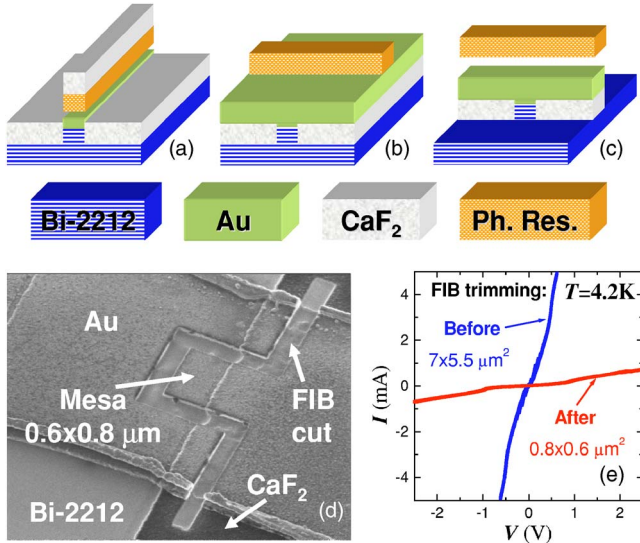 (a)
(b)
(c)
Bi-2212
Au
CaF2
Ph. Res.
Au
Mesa
0.6x0.8 μm
FIB
cut
CaF2
Bi-2212
(d)
FIB trimming: T=4.2K
Before
7x5.5 μm²
After
0.8x0.6 μm²
(e)
I (mA)
4
2
0
-2
-4
-2 -1 0 1 2
V (V)